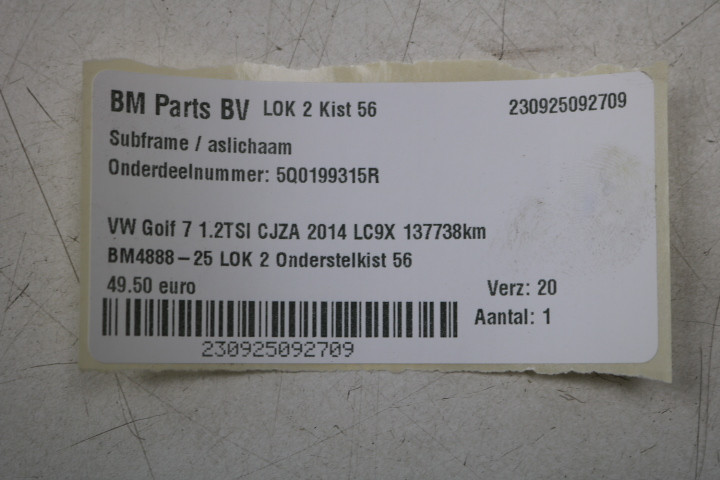 BM Parts BV LOK 2 Kist 56 230925092709
Subframe / aslichaam
Onderdeelnummer: 5Q0199315R
VW Goif 7 1.2TSI CJZA 2014 LC9X 137738km
BM4888-25 LOK 2 Onderstelkist 56
49.50 euro Verz: 20
Aantal: 1
230925092709